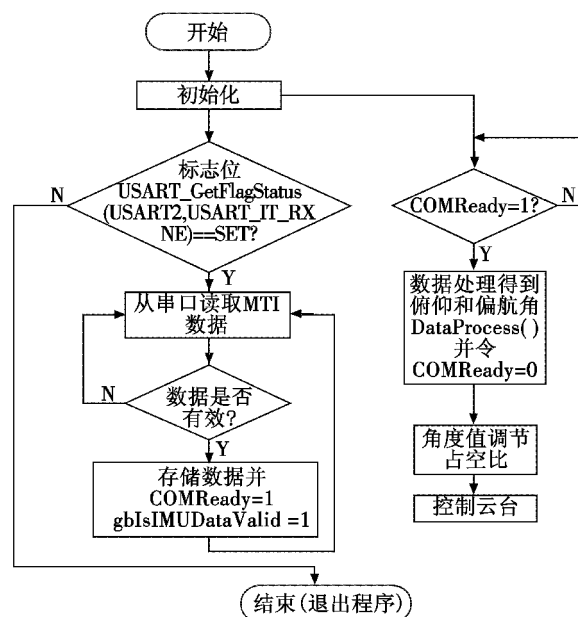 开始
初始化
标志位
USART_GetFlagStatus
(USART2,USART_IT_RX
NE)==SET?
N
Y
从串口读取MTI
数据
数据是否
有效?
N
Y
存储数据并
COMReady=1
gbIsIMUDataValid =1
COMReady=1?
N
Y
数据处理得到
俯仰和偏航角
DataProcess()
并令
COMReady=0
角度值调节
占空比
控制云台
结束(退出程序)